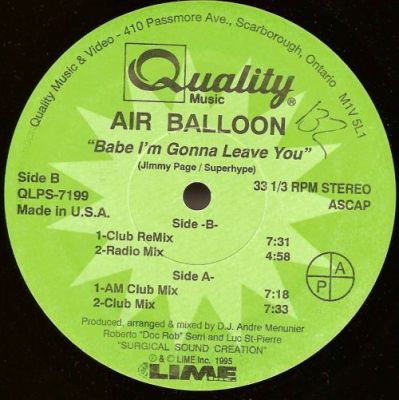 Quality Music & Video - 410 Passmore Ave., Scarborough, Ontario M1V 5L1
Quality
Music ®
AIR BALLOON
"Babe I'm Gonna Leave You"
(Jimmy Page / Superhype)
Side B
33 1/3 RPM STEREO
QLPS-7199
ASCAP
Made in U.S.A.
Side -B-
1-Club ReMix 7:31
2-Radio Mix 4:58
Side A-
1-AM Club Mix 7:18
2-Club Mix 7:33
A
P
Produced, arranged & mixed by D.J. Andre Menunier
Roberto "Doc Rob" Serri and Luc St-Pierre
"SURGICAL SOUND CREATION"
℗ & © LIME Inc. 1995
LIME